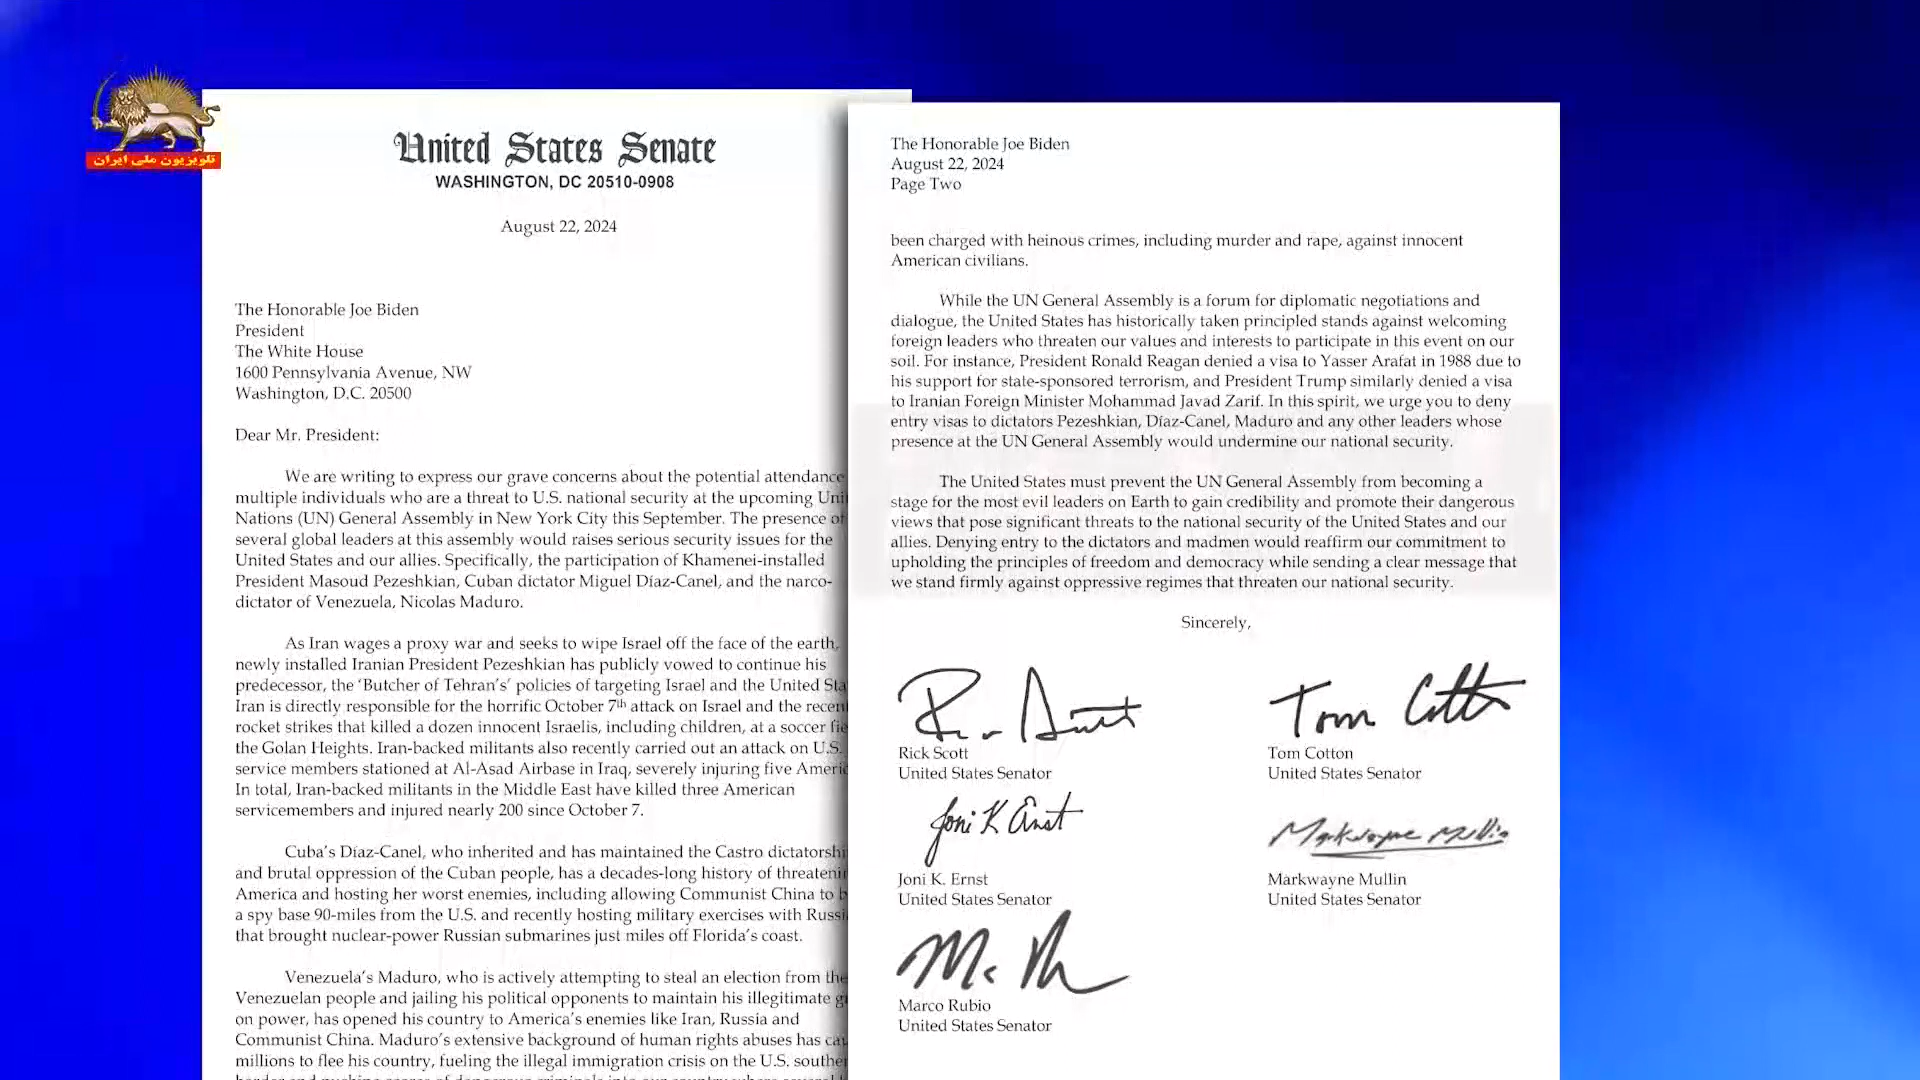 تلویزیون ملی ایران
United States Senate
WASHINGTON, DC 20510-0908
August 22, 2024
The Honorable Joe Biden
President
The White House
1600 Pennsylvania Avenue, NW
Washington, D.C. 20500
Dear Mr. President:
We are writing to express our grave concerns about the potential attendance
multiple individuals who are a threat to U.S. national security at the upcoming
Nations (UN) General Assembly in New York City this September. The presence of
several global leaders at this assembly would raises serious security issues for the
United States and our allies. Specifically, the participation of Khamenei-installed
President Masoud Pezeshkian, Cuban dictator Miguel Díaz-Canel, and the narco-
dictator of Venezuela, Nicolas Maduro.
As Iran wages a proxy war and seeks to wipe Israel off the face of the earth,
newly installed Iranian President Pezeshkian has publicly vowed to continue his
predecessor, the ‘Butcher of Tehran’s’ policies of targeting Israel and the United
Iran is directly responsible for the horrific October 7th attack on Israel and the recent
rocket strikes that killed a dozen innocent Israelis, including children, at a soccer
the Golan Heights. Iran-backed militants also recently carried out an attack on U.S.
service members stationed at Al-Asad Airbase in Iraq, severely injuring five
In total, Iran-backed militants in the Middle East have killed three American
servicemembers and injured nearly 200 since October 7.
Cuba’s Díaz-Canel, who inherited and has maintained the Castro
and brutal oppression of the Cuban people, has a decades-long history of
America and hosting her worst enemies, including allowing Communist China to
a spy base 90-miles from the U.S. and recently hosting military exercises with
that brought nuclear-power Russian submarines just miles off Florida’s coast.
Venezuela’s Maduro, who is actively attempting to steal an election from the
Venezuelan people and jailing his political opponents to maintain his illegitimate
on power, has opened his country to America’s enemies like Iran, Russia and
Communist China. Maduro’s extensive background of human rights abuses has
millions to flee his country, fueling the illegal immigration crisis on the U.S.
The Honorable Joe Biden
August 22, 2024
Page Two
been charged with heinous crimes, including murder and rape, against innocent
American civilians.
While the UN General Assembly is a forum for diplomatic negotiations and
dialogue, the United States has historically taken principled stands against welcoming
foreign leaders who threaten our values and interests to participate in this event on our
soil. For instance, President Ronald Reagan denied a visa to Yasser Arafat in 1988 due to
his support for state-sponsored terrorism, and President Trump similarly denied a visa
to Iranian Foreign Minister Mohammad Javad Zarif. In this spirit, we urge you to deny
entry visas to dictators Pezeshkian, Díaz-Canel, Maduro and any other leaders whose
presence at the UN General Assembly would undermine our national security.
The United States must prevent the UN General Assembly from becoming a
stage for the most evil leaders on Earth to gain credibility and promote their dangerous
views that pose significant threats to the national security of the United States and our
allies. Denying entry to the dictators and madmen would reaffirm our commitment to
upholding the principles of freedom and democracy while sending a clear message that
we stand firmly against oppressive regimes that threaten our national security.
Sincerely,
Tom Cotton
Rick Scott
Tom Cotton
United States Senator
United States Senator
Joni K Ernst
Markwayne Mullin
Joni K. Ernst
Markwayne Mullin
United States Senator
United States Senator
Marco Rubio
United States Senator